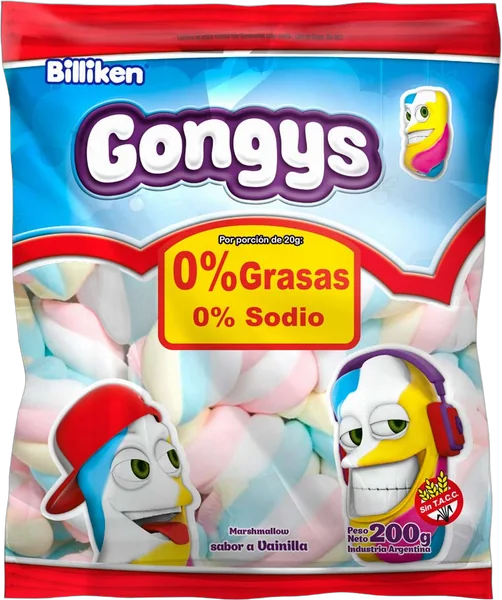 Billiken
Gongys
Por porción de 20g:
0% Grasas
0% Sodio
Marshmallow
sabor a Vainilla
Peso
Neto 200g
Industria Argentina
Sin T.A.C.C.